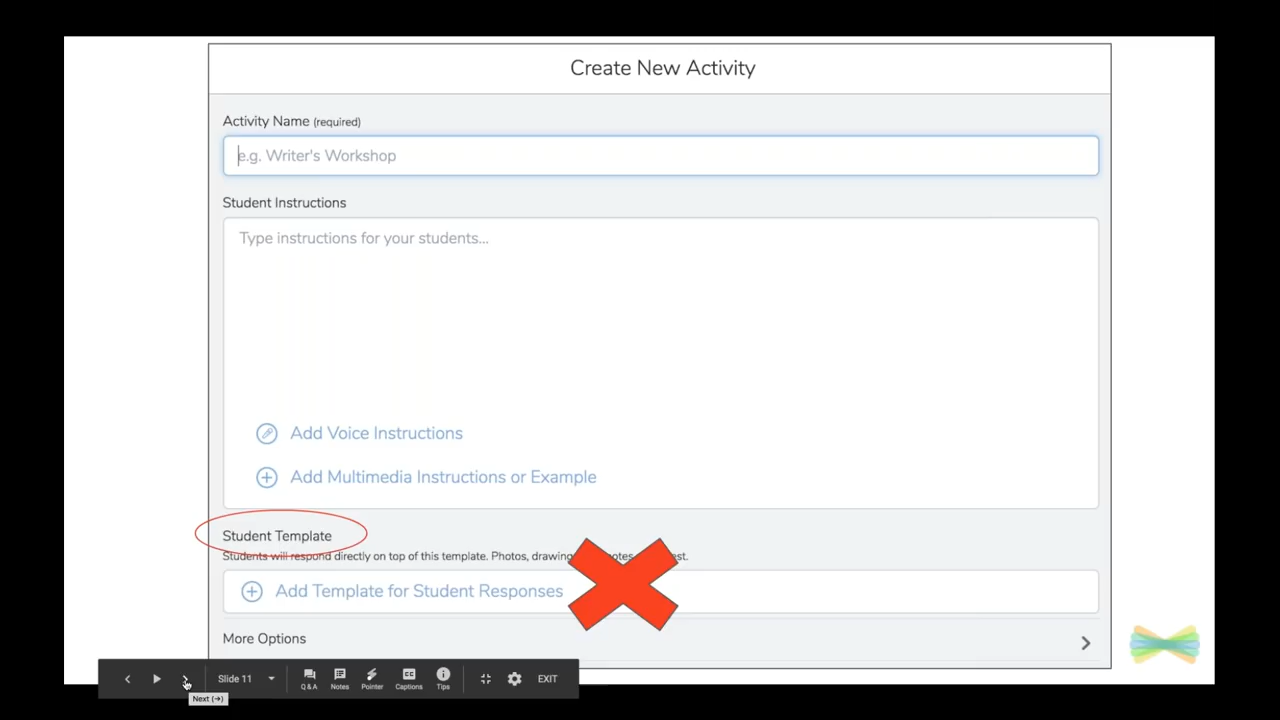 Create New Activity
Activity Name (required)
e.g. Writer's Workshop
Student Instructions
Type instructions for your students...
Add Voice Instructions
Add Multimedia Instructions or Example
Student Template
Students will respond directly on top of this template. Photos, drawing
Add Template for Student Responses
More Options
Slide 11
Q & A
Notes
Pointer
Captions
Tips
EXIT
Next (→)